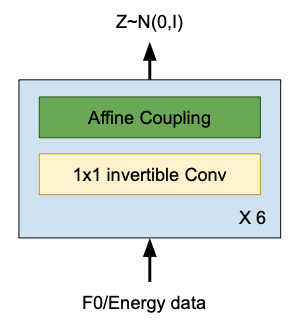 Z~N(0,I)
Affine Coupling
1x1 invertible Conv
X 6
F0/Energy data